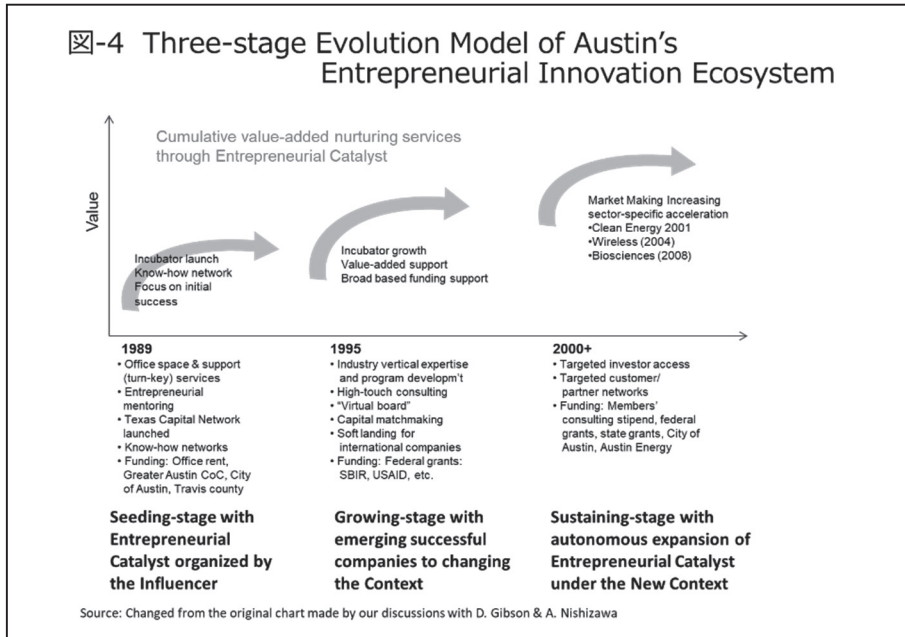 図-4 Three-stage Evolution Model of Austin's
Entrepreneurial Innovation Ecosystem
Cumulative value-added nurturing services
through Entrepreneurial Catalyst
Value
Incubator launch
Know-how network
Focus on initial
success
Incubator growth
Value-added support
Broad based funding support
Market Making Increasing
sector-specific acceleration
•Clean Energy 2001
•Wireless (2004)
•Biosciences (2008)
1989
• Office space & support
(turn-key) services
• Entrepreneurial
mentoring
• Texas Capital Network
launched
• Know-how networks
• Funding: Office rent,
Greater Austin CoC, City
of Austin, Travis county
1995
• Industry vertical expertise
and program developm't
• High-touch consulting
• "Virtual board"
• Capital matchmaking
• Soft landing for
international companies
• Funding: Federal grants:
SBIR, USAID, etc.
2000+
• Targeted investor access
• Targeted customer/
partner networks
• Funding: Members'
consulting stipend, federal
grants, state grants, City of
Austin, Austin Energy
Seeding-stage with
Entrepreneurial
Catalyst organized by
the Influencer
Growing-stage with
emerging successful
companies to changing
the Context
Sustaining-stage with
autonomous expansion of
Entrepreneurial Catalyst
under the New Context
Source: Changed from the original chart made by our discussions with D. Gibson & A. Nishizawa